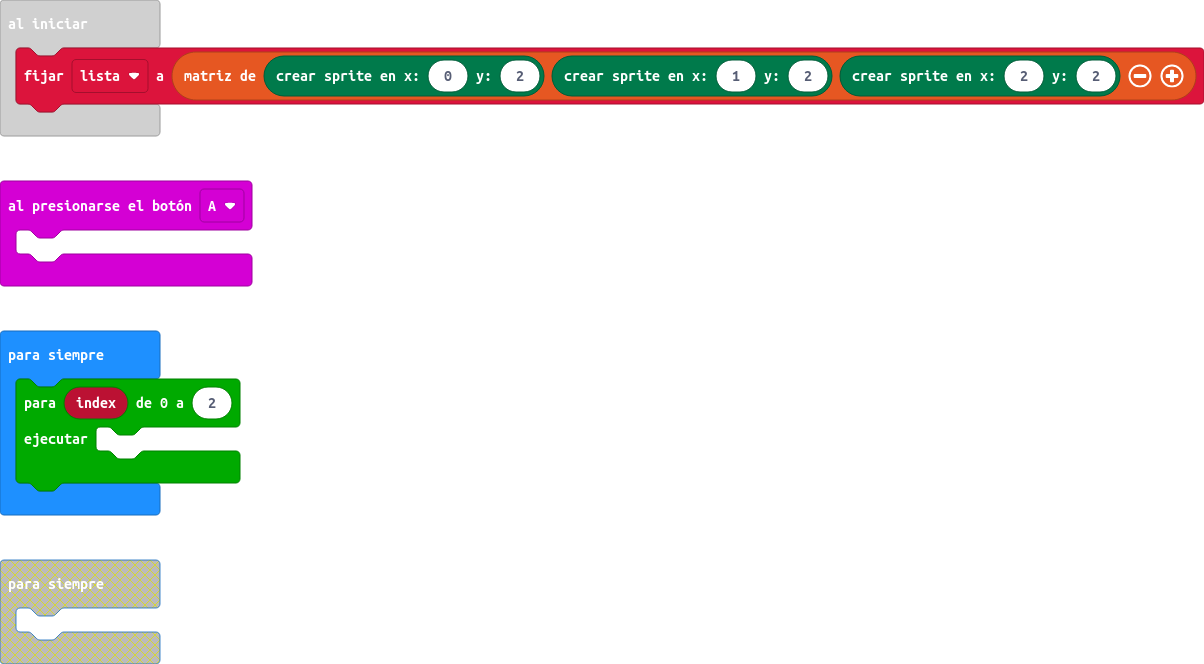 al iniciar
fijar lista a matriz de crear sprite en x: 0 y: 2 crear sprite en x: 1 y: 2 crear sprite en x: 2 y: 2
al presionarse el botón A
para siempre
para index de 0 a 2
ejecutar
para siempre